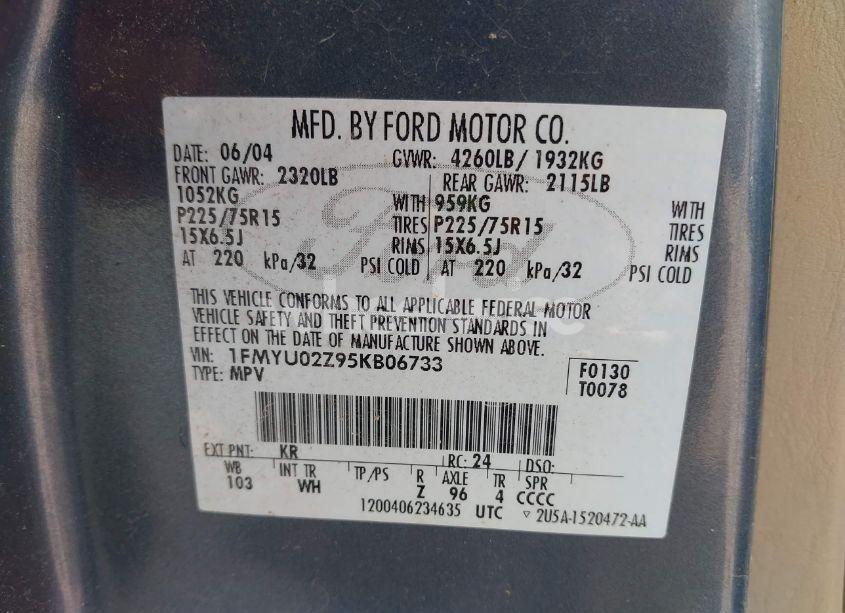 MFD. BY FORD MOTOR CO.
DATE: 06/04 GVWR: 4260LB/ 1932KG
FRONT GAWR: 2320LB REAR GAWR: 2115LB
1052KG WITH 959KG WITH
P225/75R15 TIRES P225/75R15 TIRES
15X6.5J RIMS 15X6.5J RIMS
AT 220 kPa/32 PSI COLD AT 220 kPa/32 PSI COLD
THIS VEHICLE CONFORMS TO ALL APPLICABLE FEDERAL MOTOR
VEHICLE SAFETY AND THEFT PREVENTION STANDARDS IN
EFFECT ON THE DATE OF MANUFACTURE SHOWN ABOVE.
VIN: 1FMYU02Z95KB06733 F0130
TYPE: MPV T0078
EXT PNT: KR RC: 24 DSO:
WB INT TR TP/PS R AXLE TR SPR
103 WH Z 96 4 CCCC
1200406234635 UTC ▽ 2U5A-1520472-AA